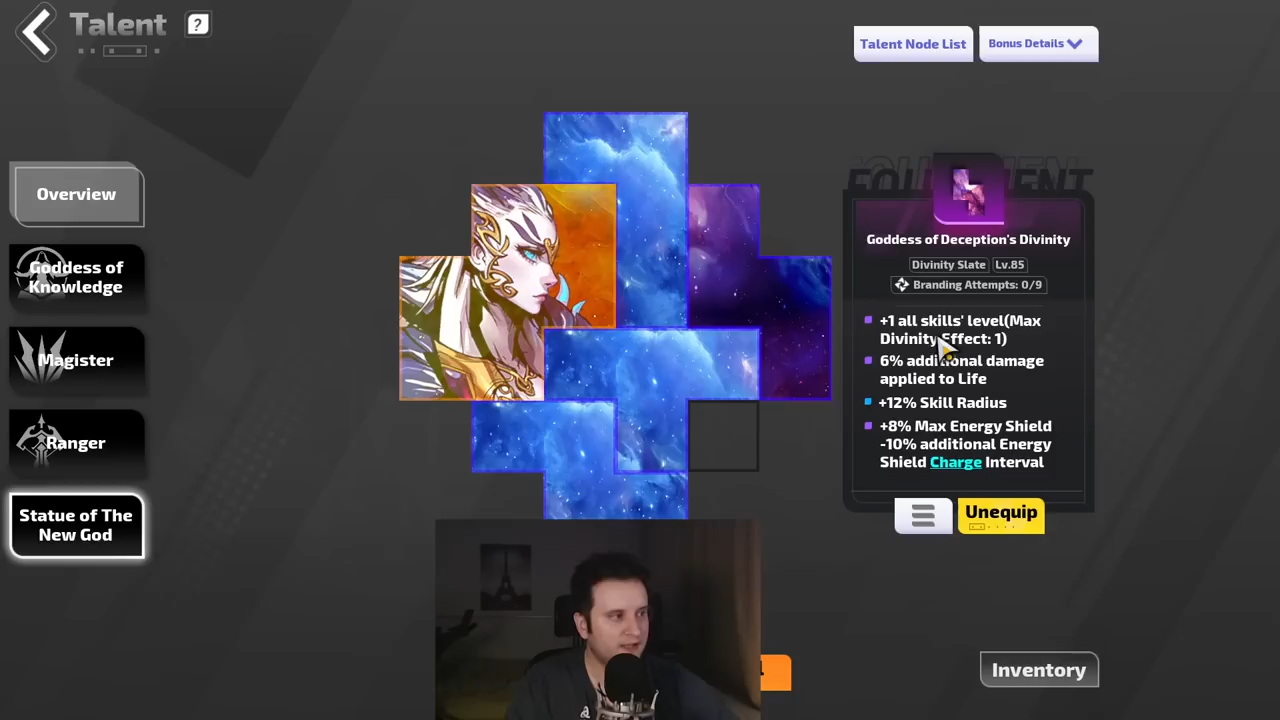 Talent
?
Talent Node List
Bonus Details
Overview
Goddess of
Knowledge
Magister
Ranger
Statue of The
New God
Goddess of Deception's Divinity
Divinity Slate
Lv.85
Branding Attempts: 0/9
+1 all skills' level(Max
Divinity Effect: 1)
6% additional damage
applied to Life
+12% Skill Radius
+8% Max Energy Shield
-10% additional Energy
Shield Charge Interval
Unequip
Inventory